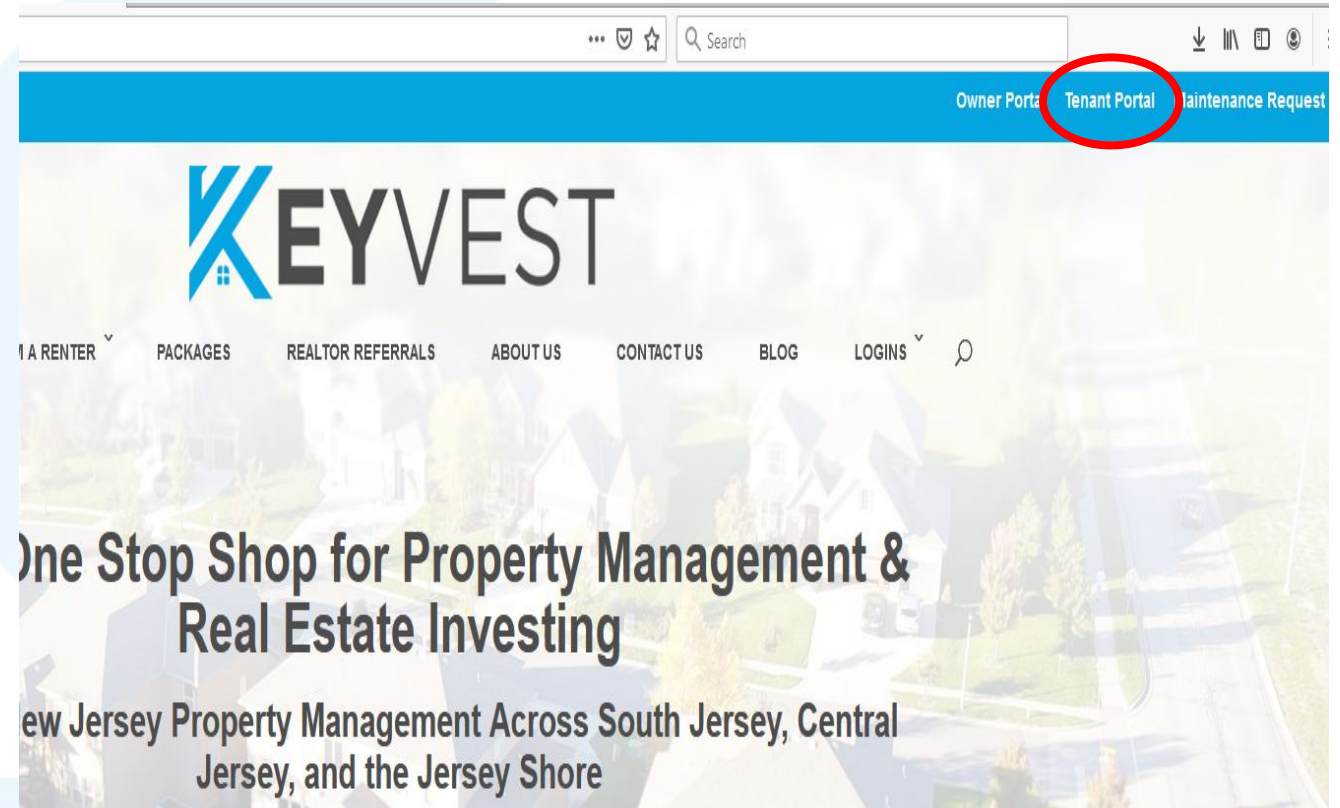 Search
Owner Porta Tenant Portal Maintenance Request
KEYVEST
M A RENTER PACKAGES REALTOR REFERRALS ABOUT US CONTACT US BLOG LOGINS
One Stop Shop for Property Management &
Real Estate Investing
ew Jersey Property Management Across South Jersey, Central
Jersey, and the Jersey Shore